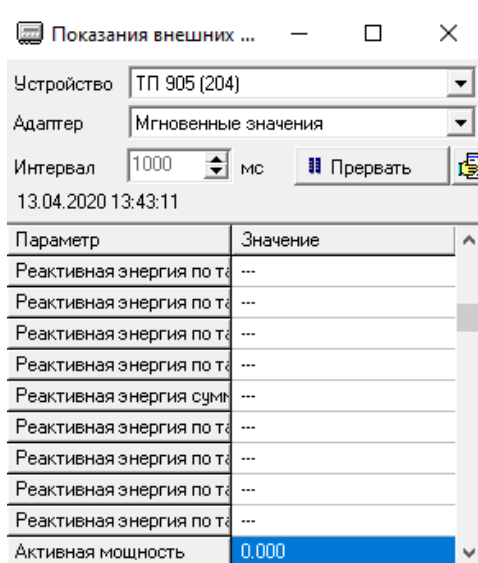 Показания внешних ...
Устройство ТП 905 (204)
Адаптер Мгновенные значения
Интервал 1000 мс Прервать
13.04.2020 13:43:11
Параметр Значение
Реактивная энергия по та ---
Реактивная энергия по та ---
Реактивная энергия по та ---
Реактивная энергия по та ---
Реактивная энергия сумм ---
Реактивная энергия по та ---
Реактивная энергия по та ---
Реактивная энергия по та ---
Реактивная энергия по та ---
Активная мощность 0.000